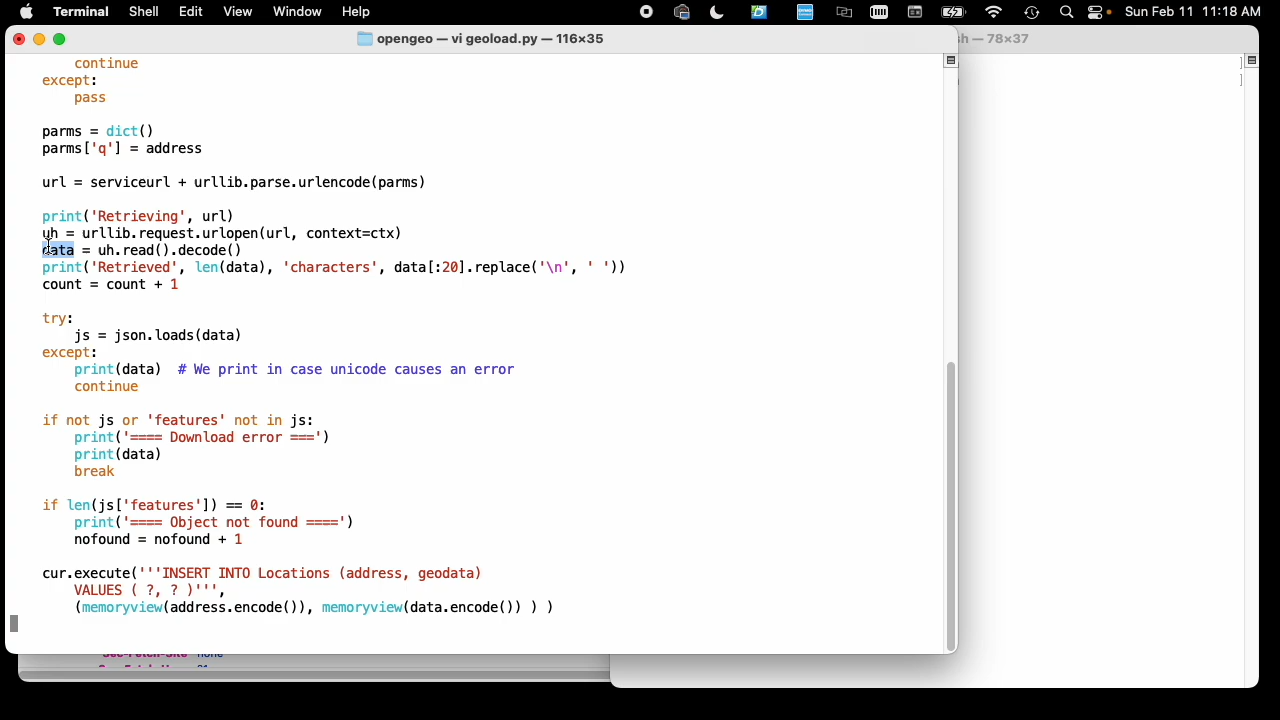 Terminal Shell Edit View Window Help Sun Feb 11 11:18 AM
opengeo — vi geoload.py — 116×35
sh — 78×37
continue
except:
pass
parms = dict()
parms['q'] = address
url = serviceurl + urllib.parse.urlencode(parms)
print('Retrieving', url)
uh = urllib.request.urlopen(url, context=ctx)
data = uh.read().decode()
print('Retrieved', len(data), 'characters', data[:20].replace('\n', ' '))
count = count + 1
try:
js = json.loads(data)
except:
print(data)  # We print in case unicode causes an error
continue
if not js or 'features' not in js:
print('==== Download error ===')
print(data)
break
if len(js['features']) == 0:
print('==== Object not found ====')
nofound = nofound + 1
cur.execute('''INSERT INTO Locations (address, geodata)
VALUES ( ?, ? )''',
(memoryview(address.encode()), memoryview(data.encode()) ) )